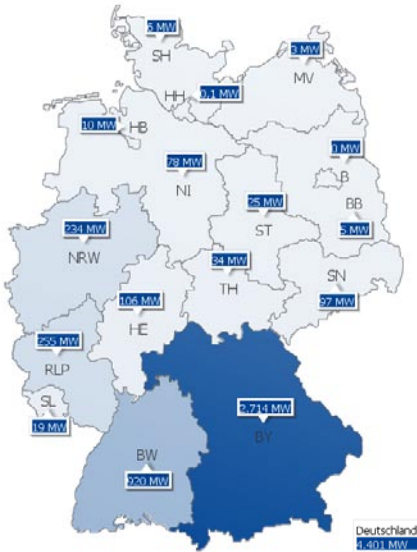 6 MW
SH
3 MW
MV
HH
0,1 MW
10 MW
HB
78 MW
NI
0 MW
B
BB
5 MW
25 MW
ST
234 MW
NRW
34 MW
TH
SN
97 MW
106 MW
HE
255 MW
RLP
SL
19 MW
2.714 MW
BY
BW
920 MW
Deutschland
4.401 MW